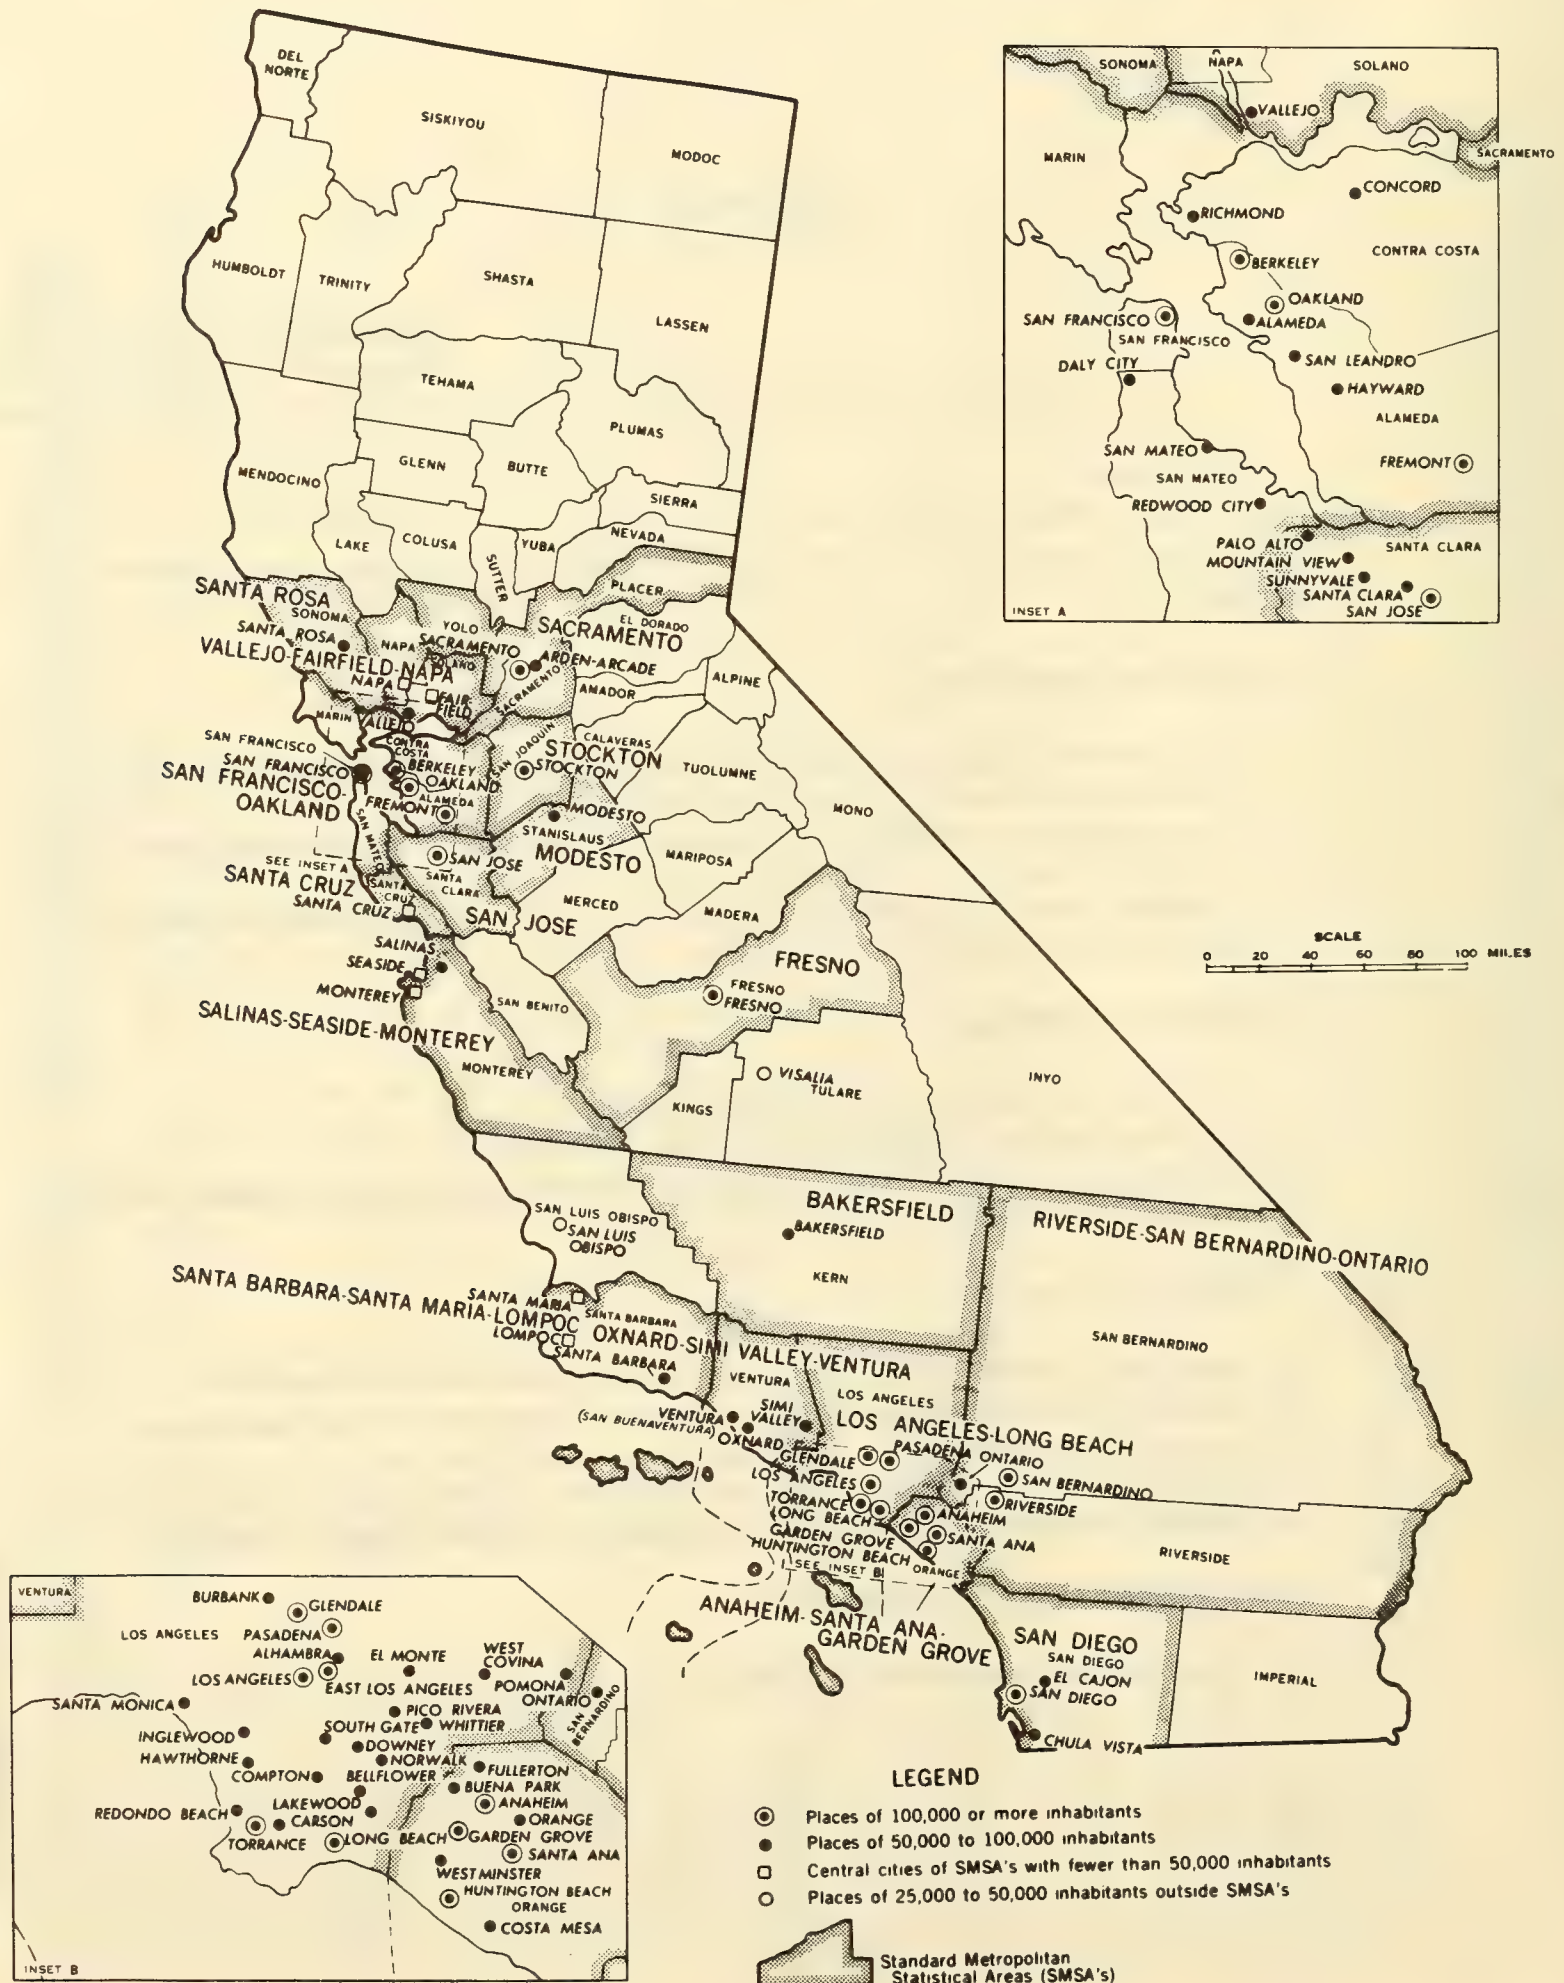 DEL
NORTE
SISKIYOU
MODOC
HUMBOLDT
TRINITY
SHASTA
LASSEN
TEHAMA
PLUMAS
MENDOCINO
GLENN
BUTTE
SIERRA
LAKE
COLUSA
SUTTER
YUBA
NEVADA
PLACER
SANTA ROSA
SONOMA
SANTA ROSA
NAPA
YOLO
SACRAMENTO
EL DORADO
SACRAMENTO
VALLEJO-FAIRFIELD-NAPA
SOLANO
ARDEN-ARCADE
NAPA
FAIR
FIELD
SACRAMENTO
AMADOR
ALPINE
MARIN
VALLEJO
CONTRA
COSTA
SAN JOAQUIN
CALAVERAS
STOCKTON
STOCKTON
TUOLUMNE
MONO
SAN FRANCISCO
SAN FRANCISCO
BERKELEY
OAKLAND
SAN FRANCISCO-
OAKLAND
FREMONT
ALAMEDA
MODESTO
STANISLAUS
MODESTO
MARIPOSA
SAN MATEO
SEE INSET A
SAN JOSE
SANTA CRUZ
SANTA
CRUZ
SANTA
CLARA
MERCED
MADERA
SANTA CRUZ
SAN JOSE
SALINAS
SEASIDE
MONTEREY
FRESNO
FRESNO
FRESNO
SAN BENITO
SALINAS-SEASIDE-MONTEREY
MONTEREY
VISALIA
TULARE
KINGS
INYO
SAN LUIS OBISPO
SAN LUIS
OBISPO
BAKERSFIELD
BAKERSFIELD
KERN
RIVERSIDE-SAN BERNARDINO-ONTARIO
SAN BERNARDINO
SANTA BARBARA-SANTA MARIA-LOMPOC
SANTA MARIA
SANTA BARBARA
LOMPOC
OXNARD-SIMI VALLEY-VENTURA
SANTA BARBARA
VENTURA
LOS ANGELES
VENTURA
(SAN BUENAVENTURA)
SIMI
VALLEY
OXNARD
LOS ANGELES-LONG BEACH
GLENDALE
PASADENA
ONTARIO
LOS ANGELES
SAN BERNARDINO
TORRANCE
RIVERSIDE
LONG BEACH
ANAHEIM
GARDEN GROVE
SANTA ANA
HUNTINGTON BEACH
SEE INSET B
ORANGE
RIVERSIDE
ANAHEIM-SANTA ANA-
GARDEN GROVE
SAN DIEGO
SAN DIEGO
EL CAJON
SAN DIEGO
CHULA VISTA
IMPERIAL
SONOMA
NAPA
SOLANO
VALLEJO
SACRAMENTO
MARIN
CONCORD
RICHMOND
CONTRA COSTA
BERKELEY
OAKLAND
SAN FRANCISCO
ALAMEDA
SAN FRANCISCO
DALY CITY
SAN LEANDRO
HAYWARD
ALAMEDA
SAN MATEO
FREMONT
SAN MATEO
REDWOOD CITY
PALO ALTO
SANTA CLARA
MOUNTAIN VIEW
SUNNYVALE
SANTA CLARA
SAN JOSE
INSET A
SCALE
0 20 40 60 80 100 MILES
VENTURA
BURBANK
GLENDALE
LOS ANGELES
PASADENA
ALHAMBRA
EL MONTE
WEST
COVINA
LOS ANGELES
EAST LOS ANGELES
POMONA
ONTARIO
SANTA MONICA
PICO RIVERA
SAN
BERNARDINO
INGLEWOOD
SOUTH GATE
WHITTIER
DOWNEY
HAWTHORNE
NORWALK
FULLERTON
COMPTON
BELLFLOWER
BUENA PARK
LAKEWOOD
ANAHEIM
REDONDO BEACH
CARSON
ORANGE
TORRANCE
LONG BEACH
GARDEN GROVE
SANTA ANA
WESTMINSTER
HUNTINGTON BEACH
ORANGE
COSTA MESA
INSET B
LEGEND
Places of 100,000 or more inhabitants
Places of 50,000 to 100,000 inhabitants
Central cities of SMSA's with fewer than 50,000 inhabitants
Places of 25,000 to 50,000 inhabitants outside SMSA's
Standard Metropolitan
Statistical Areas (SMSA's)